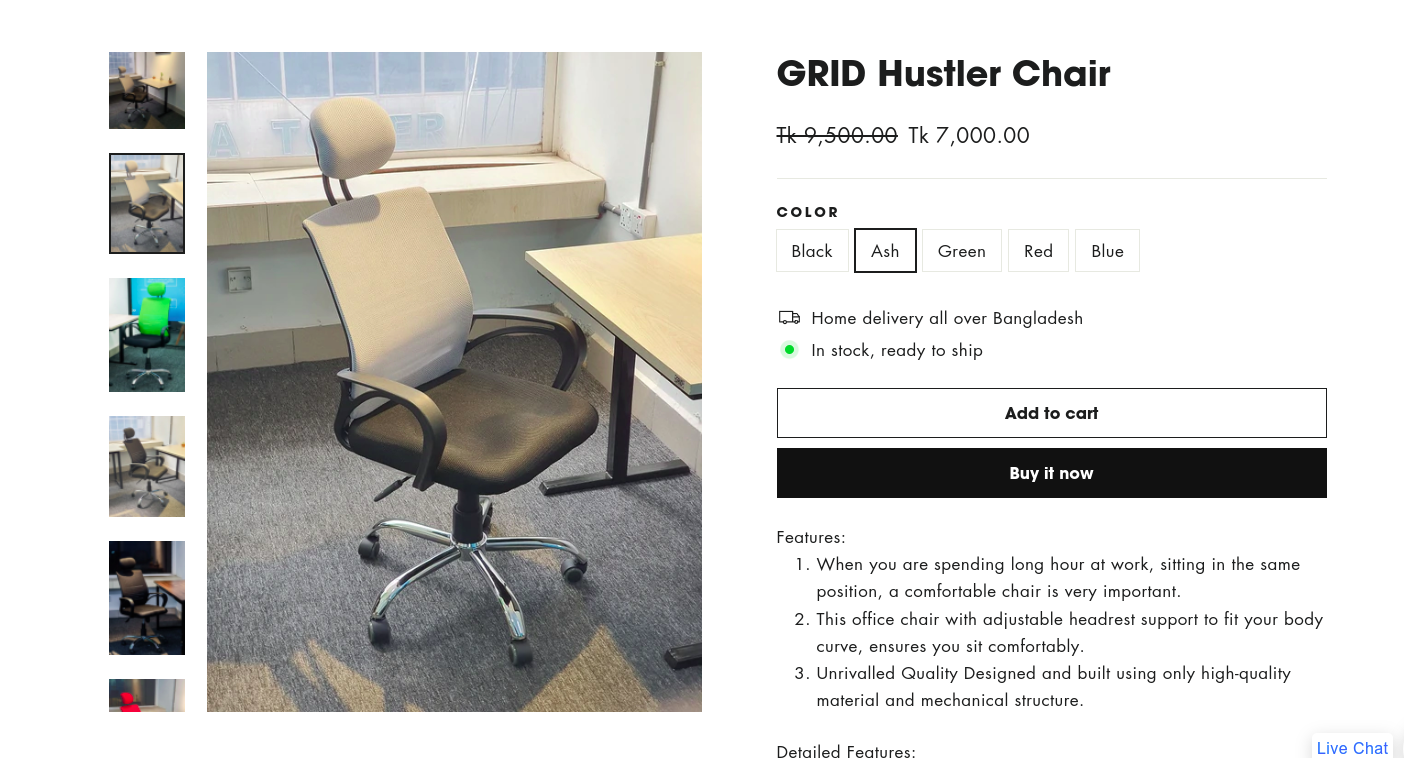 GRID Hustler Chair
Tk 9,500.00 Tk 7,000.00
COLOR
Black Ash Green Red Blue
Home delivery all over Bangladesh
In stock, ready to ship
Add to cart
Buy it now
Features:
1. When you are spending long hour at work, sitting in the same
position, a comfortable chair is very important.
2. This office chair with adjustable headrest support to fit your body
curve, ensures you sit comfortably.
3. Unrivalled Quality Designed and built using only high-quality
material and mechanical structure.
Detailed Features:
Live Chat